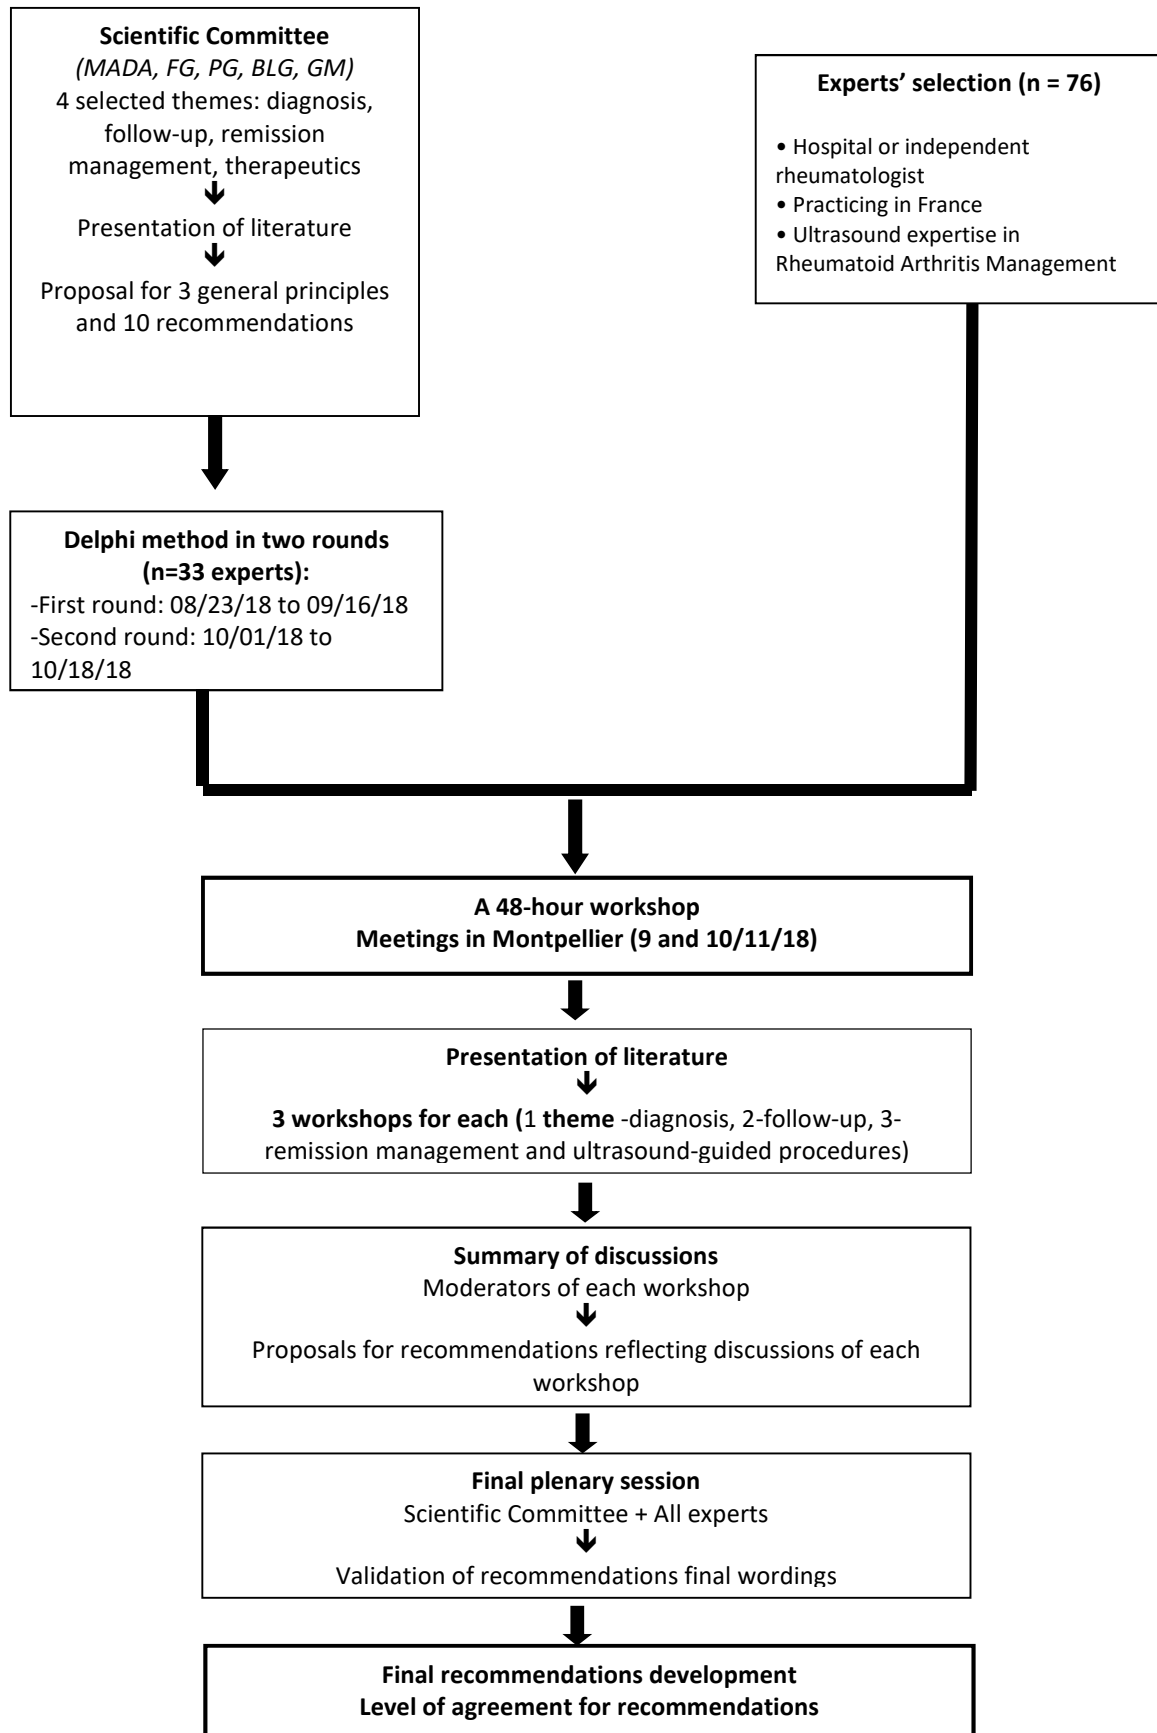 Scientific Committee
(MADA, FG, PG, BLG, GM)
4 selected themes: diagnosis,
follow-up, remission
management, therapeutics
Presentation of literature
Proposal for 3 general principles
and 10 recommendations
Experts’ selection (n = 76)
• Hospital or independent
rheumatologist
• Practicing in France
• Ultrasound expertise in
Rheumatoid Arthritis Management
Delphi method in two rounds
(n=33 experts):
-First round: 08/23/18 to 09/16/18
-Second round: 10/01/18 to
10/18/18
A 48-hour workshop
Meetings in Montpellier (9 and 10/11/18)
Presentation of literature
3 workshops for each (1 theme -diagnosis, 2-follow-up, 3-
remission management and ultrasound-guided procedures)
Summary of discussions
Moderators of each workshop
Proposals for recommendations reflecting discussions of each
workshop
Final plenary session
Scientific Committee + All experts
Validation of recommendations final wordings
Final recommendations development
Level of agreement for recommendations